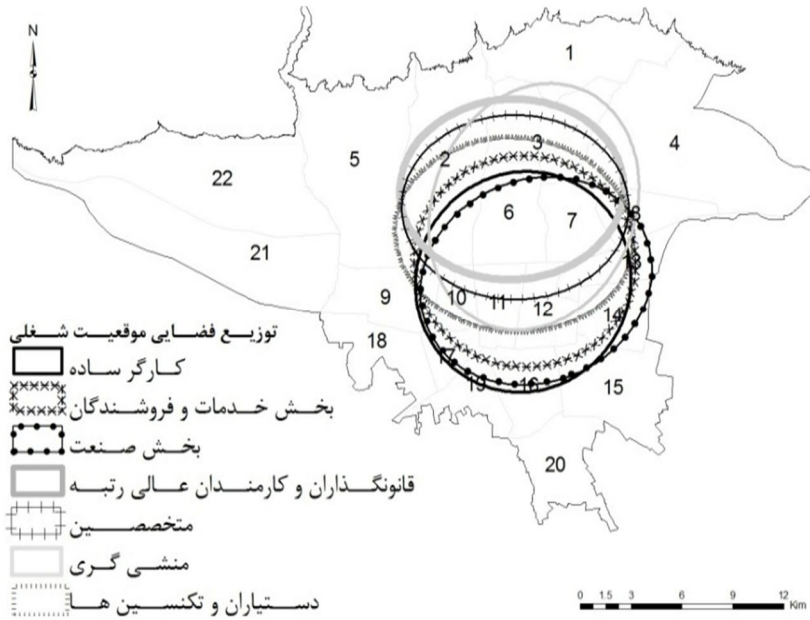 N
1
3
4
5
2
22
6
7
8
21
13
9
10
11
12
14
توزیع فضایی موقعیت شغلی
18
17
کارگر ساده
19
16
15
بخش خدمات و فروشندگان
بخش صنعت
20
قانونگذاران و کارمندان عالی رتبه
متخصصین
منشی گری
دستیاران و تکنسین ها
0 1.5 3 6 9 12
Km